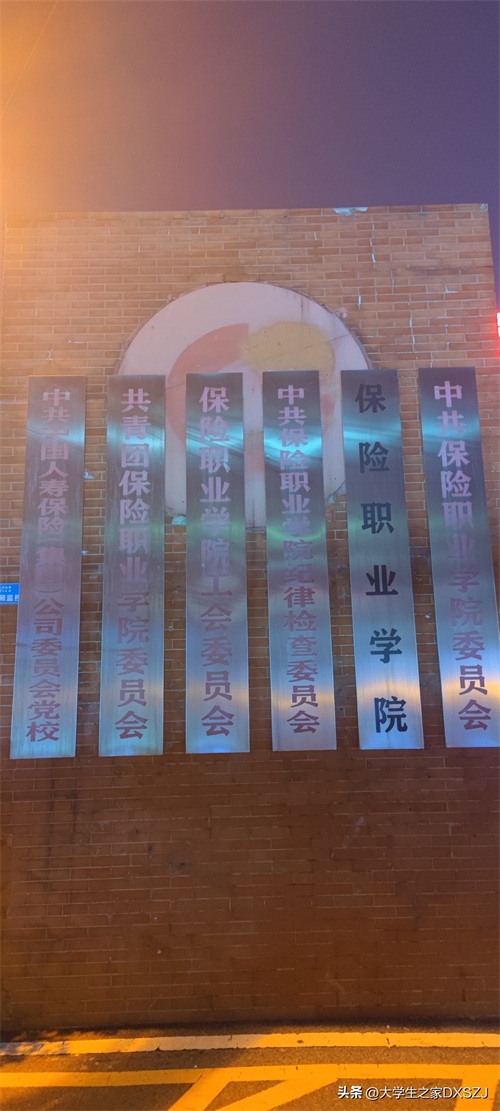 中共中国人寿保险（集团）公司委员会党校
共青团保险职业学院委员会
保险职业学院工会委员会
中共保险职业学院纪律检查委员会
保险职业学院
中共保险职业学院委员会
头条 @大学生之家DXSZJ